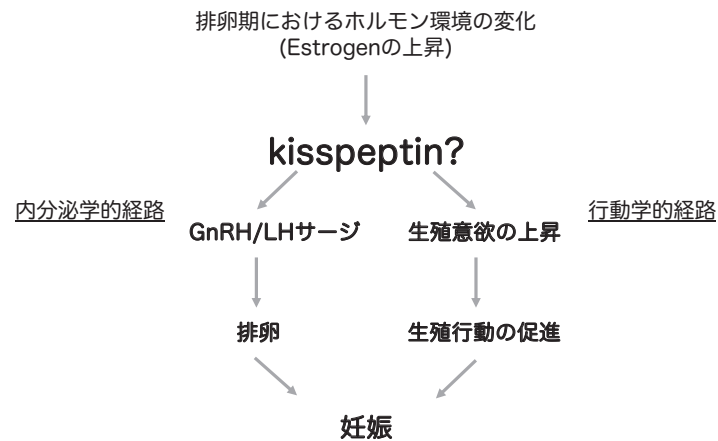 排卵期におけるホルモン環境の変化
(Estrogenの上昇)
kisspeptin?
内分泌学的経路
行動学的経路
GnRH/LHサージ
生殖意欲の上昇
排卵
生殖行動の促進
妊娠